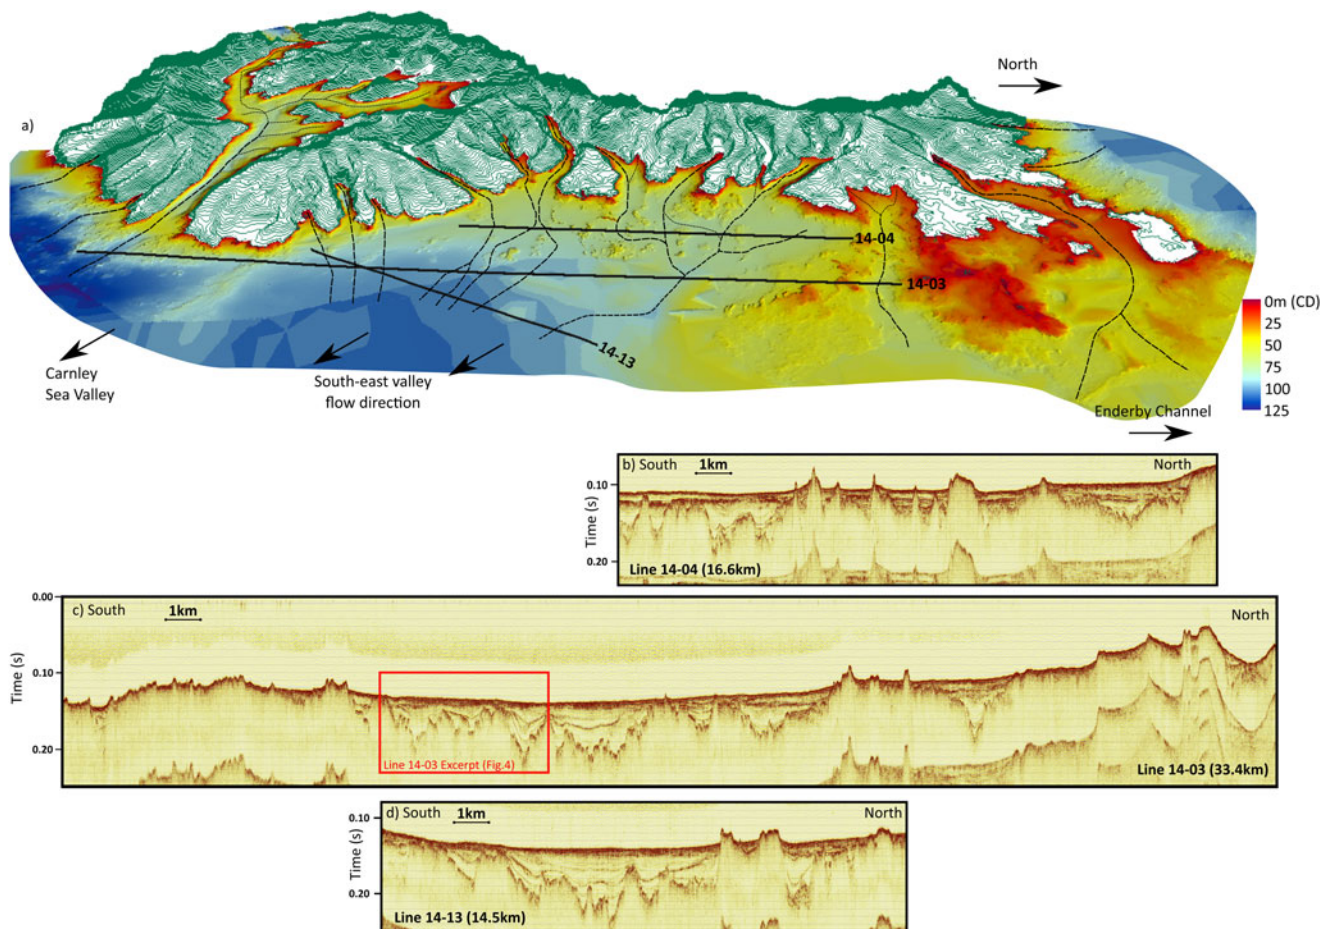 North
a)
14-04
14-03
14-13
0m (CD)
25
50
75
100
125
Carnley
Sea Valley
South-east valley
flow direction
Enderby Channel
b) South
1km
North
0.10
Time (s)
0.20
Line 14-04 (16.6km)
0.00
c) South
1km
North
0.10
Time (s)
0.20
Line 14-03 Excerpt (Fig.4)
Line 14-03 (33.4km)
d) South
1km
North
0.10
Time (s)
0.20
Line 14-13 (14.5km)